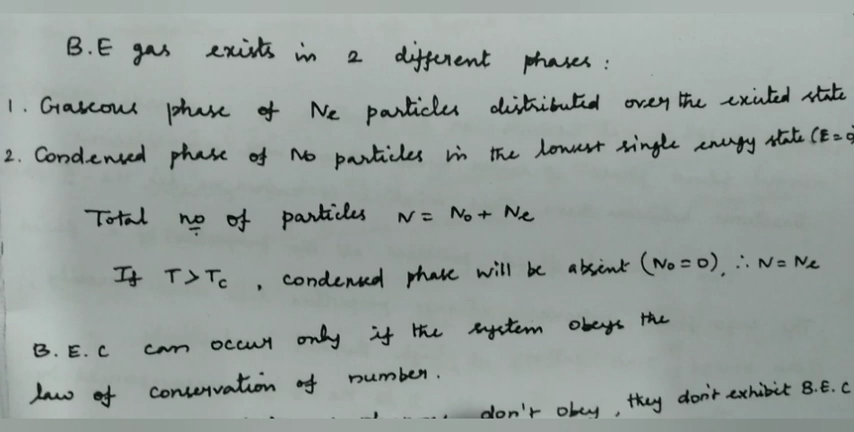 B.E gas exists in 2 different phases :
1. Gaseous phase of Ne particles distributed over the excited state
2. Condensed phase of No particles in the lowest single energy state (E=0)
Total no of particles N = No + Ne
If T>Tc , condensed phase will be absent (No=0), ∴ N=Ne
B.E.C can occur only if the system obeys the
law of conservation of number.
don't obey, they don't exhibit B.E.C